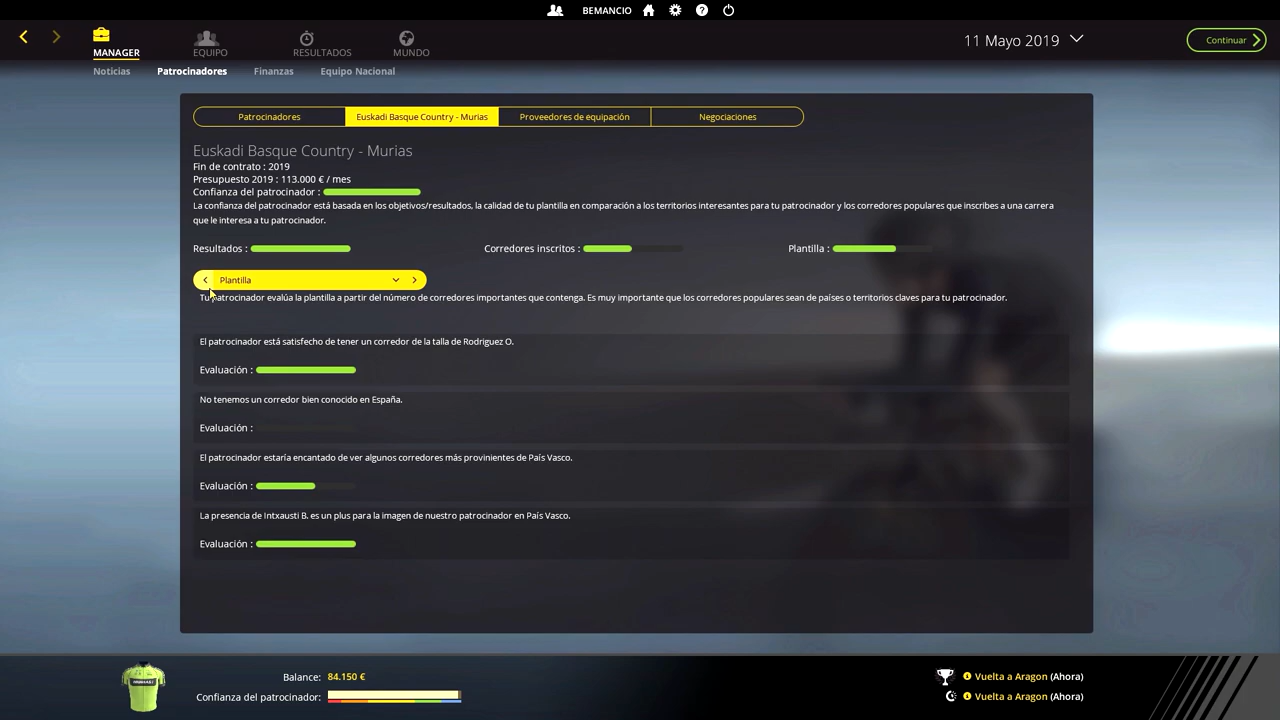 BEMANCIO
MANAGER
EQUIPO
RESULTADOS
MUNDO
11 Mayo 2019
Continuar
Noticias
Patrocinadores
Finanzas
Equipo Nacional
Patrocinadores
Euskadi Basque Country - Murias
Proveedores de equipación
Negociaciones
Euskadi Basque Country - Murias
Fin de contrato : 2019
Presupuesto 2019 : 113.000 € / mes
Confianza del patrocinador :
La confianza del patrocinador está basada en los objetivos/resultados, la calidad de tu plantilla en comparación a los territorios interesantes para tu patrocinador y los corredores populares que inscribes a una carrera
que le interesa a tu patrocinador.
Resultados :
Corredores inscritos :
Plantilla :
Plantilla
Tu patrocinador evalúa la plantilla a partir del número de corredores importantes que contenga. Es muy importante que los corredores populares sean de países o territorios claves para tu patrocinador.
El patrocinador está satisfecho de tener un corredor de la talla de Rodriguez O.
Evaluación :
No tenemos un corredor bien conocido en España.
Evaluación :
El patrocinador estaría encantado de ver algunos corredores más provinientes de País Vasco.
Evaluación :
La presencia de Intxausti B. es un plus para la imagen de nuestro patrocinador en País Vasco.
Evaluación :
Balance: 84.150 €
Confianza del patrocinador:
Vuelta a Aragon (Ahora)
Vuelta a Aragon (Ahora)